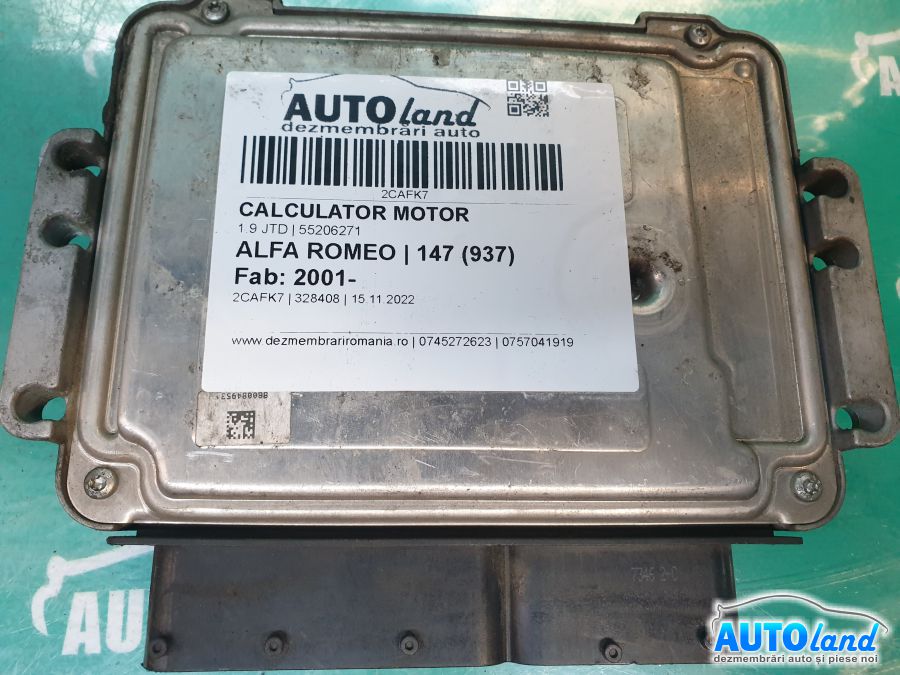 AUTOland
dezmembrări auto
2CAFK7
CALCULATOR MOTOR
1.9 JTD | 55206271
ALFA ROMEO | 147 (937)
Fab: 2001-
2CAFK7 | 328408 | 15.11.2022
www.dezmembrariromania.ro | 0745272623 | 0757041919
AU
AUTOland
dezmembrări auto și piese noi